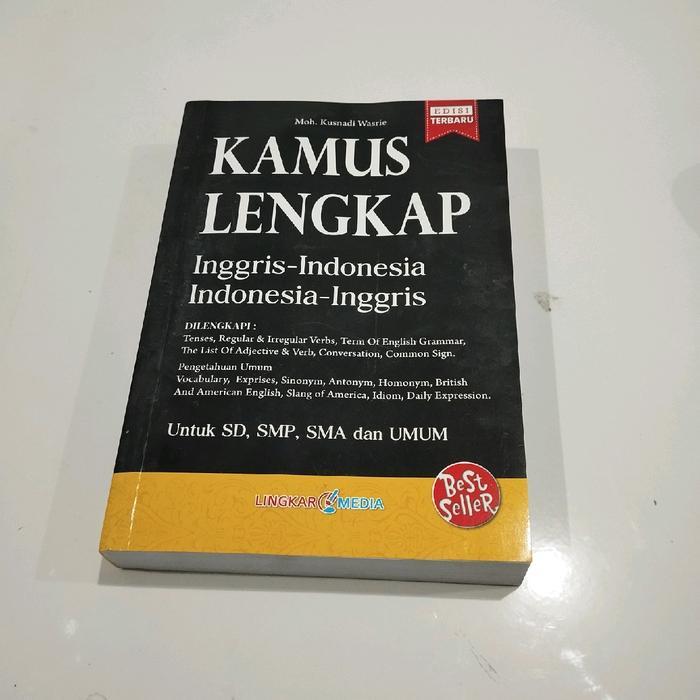 Moh. Kusnadi Wasrie
EDISI
TERBARU
KAMUS
LENGKAP
Inggris-Indonesia
Indonesia-Inggris
DILENGKAPI :
Tenses, Regular & Irregular Verbs, Term Of English Grammar,
The List Of Adjective & Verb, Conversation, Common Sign.
Pengetahuan Umum
Vocabulary, Exprises, Sinonym, Antonym, Homonym, British
And American English, Slang of America, Idiom, Daily Expression.
Untuk SD, SMP, SMA dan UMUM
LINGKAR MEDIA
BeSt
SelleR